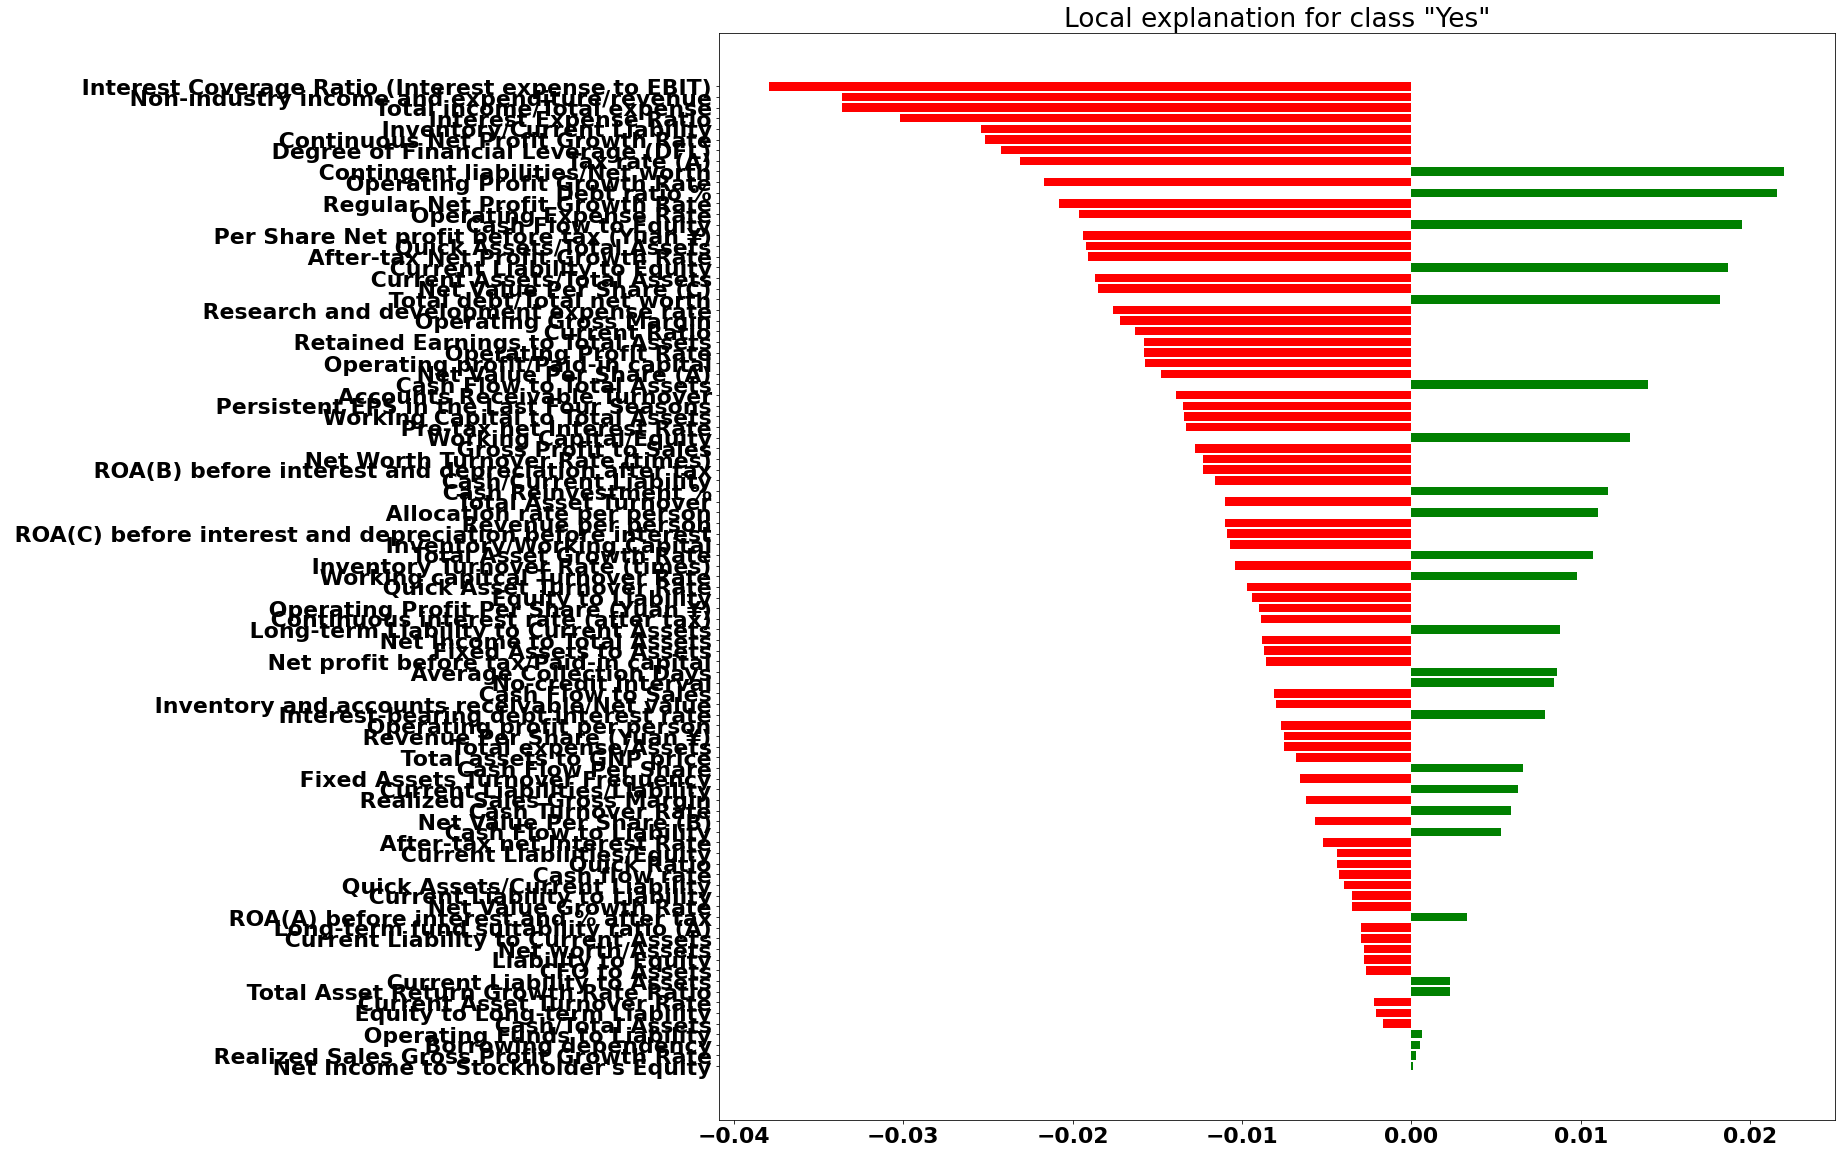 Local explanation for class "Yes"
Interest Coverage Ratio (Interest expense to EBIT)
Non-industry income and expenditure/revenue
Total income/Total expense
Interest Expense Ratio
Inventory/Current Liability
Continuous Net Profit Growth Rate
Degree of Financial Leverage (DFL)
Tax rate (A)
Contingent liabilities/Net worth
Operating Profit Growth Rate
Debt ratio %
Regular Net Profit Growth Rate
Operating Expense Rate
Cash Flow to Equity
Per Share Net profit before tax (Yuan ¥)
Quick Assets/Total Assets
After-tax Net Profit Growth Rate
Current Liability to Equity
Current Assets/Total Assets
Net Value Per Share (C)
Total debt/Total net worth
Research and development expense rate
Operating Gross Margin
Current Ratio
Retained Earnings to Total Assets
Operating Profit Rate
Operating profit/Paid-in capital
Net Value Per Share (A)
Cash Flow to Total Assets
Accounts Receivable Turnover
Persistent EPS in the Last Four Seasons
Working Capital to Total Assets
Pre-tax net Interest Rate
Working Capital/Equity
Gross Profit to Sales
Net Worth Turnover Rate (times)
ROA(B) before interest and depreciation after tax
Cash/Current Liability
Cash Reinvestment %
Total Asset Turnover
Allocation rate per person
Revenue per person
ROA(C) before interest and depreciation before interest
Inventory/Working Capital
Total Asset Growth Rate
Inventory Turnover Rate (times)
Working capitcal Turnover Rate
Quick Asset Turnover Rate
Equity to Liability
Operating Profit Per Share (Yuan ¥)
Continuous interest rate (after tax)
Long-term Liability to Current Assets
Net Income to Total Assets
Fixed Assets to Assets
Net profit before tax/Paid-in capital
Average Collection Days
No-credit Interval
Cash Flow to Sales
Inventory and accounts receivable/Net value
Interest-bearing debt interest rate
Operating profit per person
Revenue Per Share (Yuan ¥)
Total expense/Assets
Total assets to GNP price
Cash Flow Per Share
Fixed Assets Turnover Frequency
Current Liabilities/Liability
Realized Sales Gross Margin
Cash Turnover Rate
Net Value Per Share (B)
Cash Flow to Liability
After-tax net Interest Rate
Current Liabilities/Equity
Quick Ratio
Cash flow rate
Quick Assets/Current Liability
Current Liability to Liability
Net Value Growth Rate
ROA(A) before interest and % after tax
Long-term fund suitability ratio (A)
Current Liability to Current Assets
Net worth/Assets
Liability to Equity
CFO to Assets
Current Liability to Assets
Total Asset Return Growth Rate Ratio
Current Asset Turnover Rate
Equity to Long-term Liability
Cash/Total Assets
Operating Funds to Liability
Borrowing dependency
Realized Sales Gross Profit Growth Rate
Net Income to Stockholder's Equity
−0.04 −0.03 −0.02 −0.01 0.00 0.01 0.02